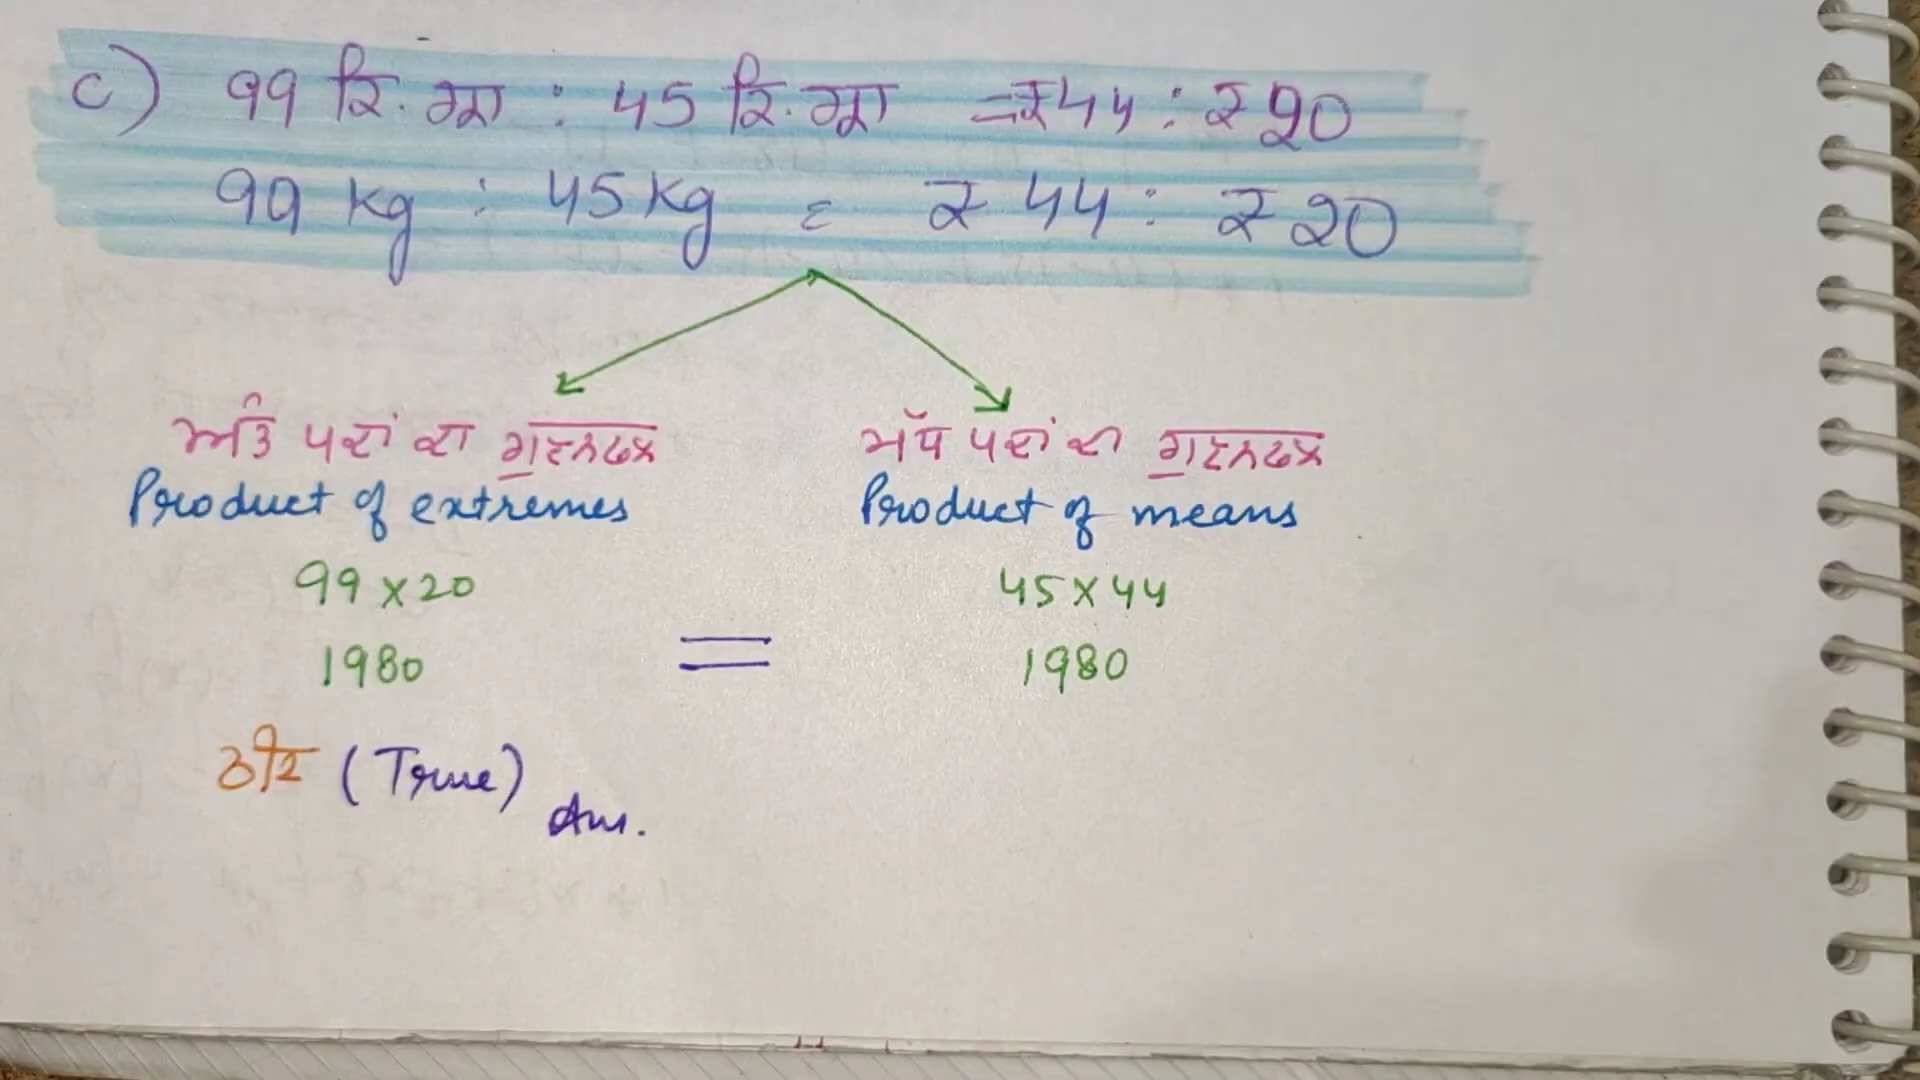 c) 99 ਕਿ. ਗ੍ਰਾ : 45 ਕਿ. ਗ੍ਰਾ = ₹44 : ₹20
99 kg : 45 kg = ₹ 44 : ₹ 20
ਅੰਤ ਪਦਾਂ ਦਾ ਗੁਣਨਫਲ
ਮੱਧ ਪਦਾਂ ਦਾ ਗੁਣਨਫਲ
Product of extremes
Product of means
99 x 20
45 x 44
1980 = 1980
ਠੀਕ (True)
Ans.